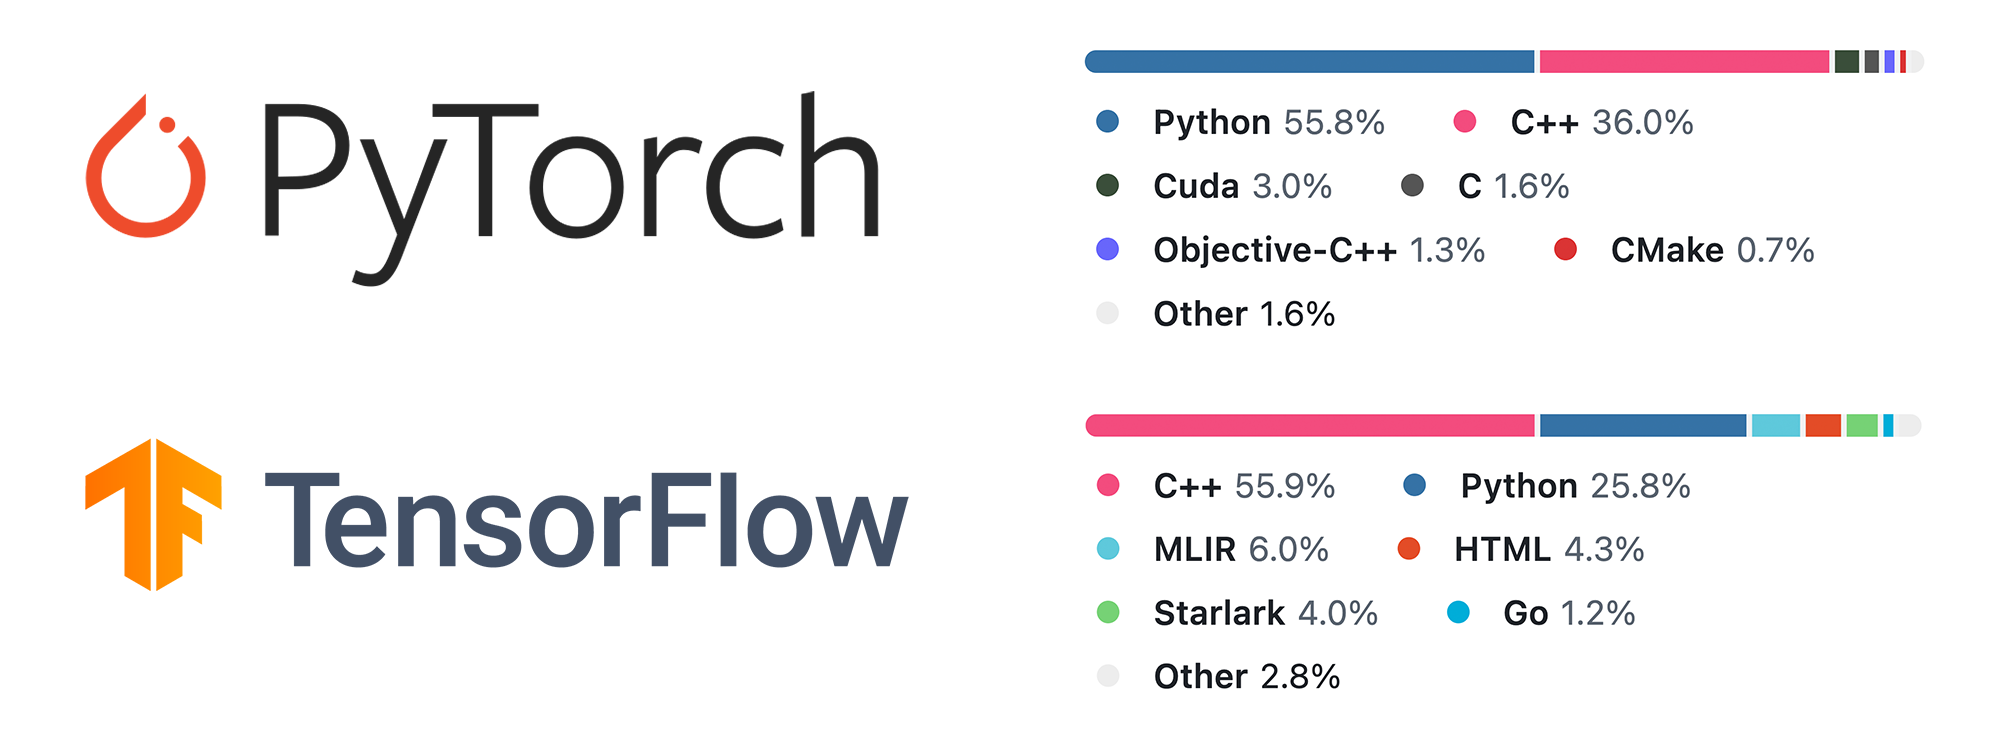 PyTorch
Python 55.8% C++ 36.0%
Cuda 3.0% C 1.6%
Objective-C++ 1.3% CMake 0.7%
Other 1.6%
TensorFlow
C++ 55.9% Python 25.8%
MLIR 6.0% HTML 4.3%
Starlark 4.0% Go 1.2%
Other 2.8%